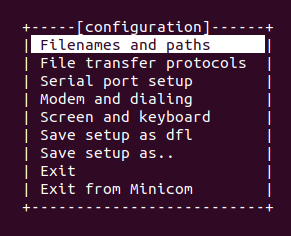 +-----[configuration]------+
| Filenames and paths      |
| File transfer protocols  |
| Serial port setup        |
| Modem and dialing        |
| Screen and keyboard      |
| Save setup as dfl        |
| Save setup as..          |
| Exit                     |
| Exit from Minicom        |
+--------------------------+